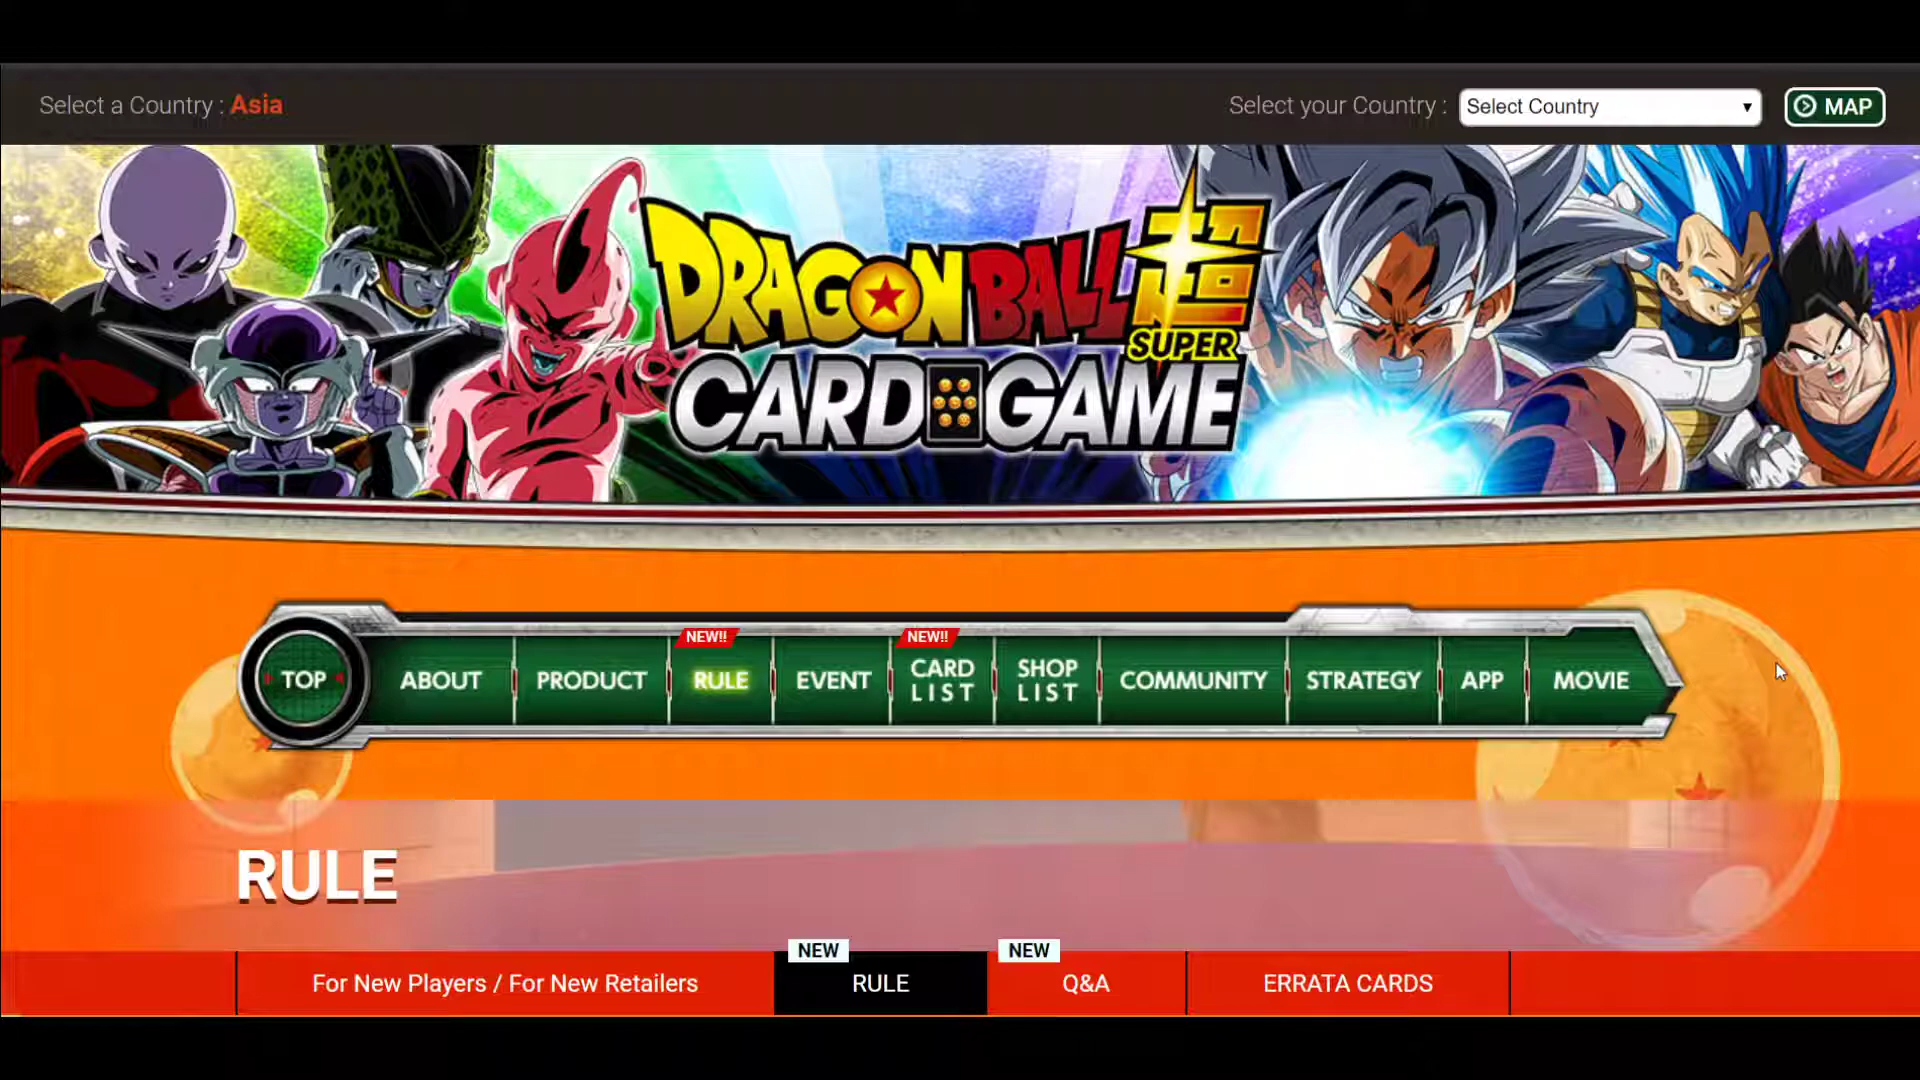 Select a Country : Asia
Select your Country :
Select Country
MAP
DRAGON BALL 超
SUPER
CARD GAME
NEW!!
NEW!!
TOP
ABOUT
PRODUCT
RULE
EVENT
CARD
LIST
SHOP
LIST
COMMUNITY
STRATEGY
APP
MOVIE
RULE
NEW
NEW
For New Players / For New Retailers
RULE
Q&A
ERRATA CARDS